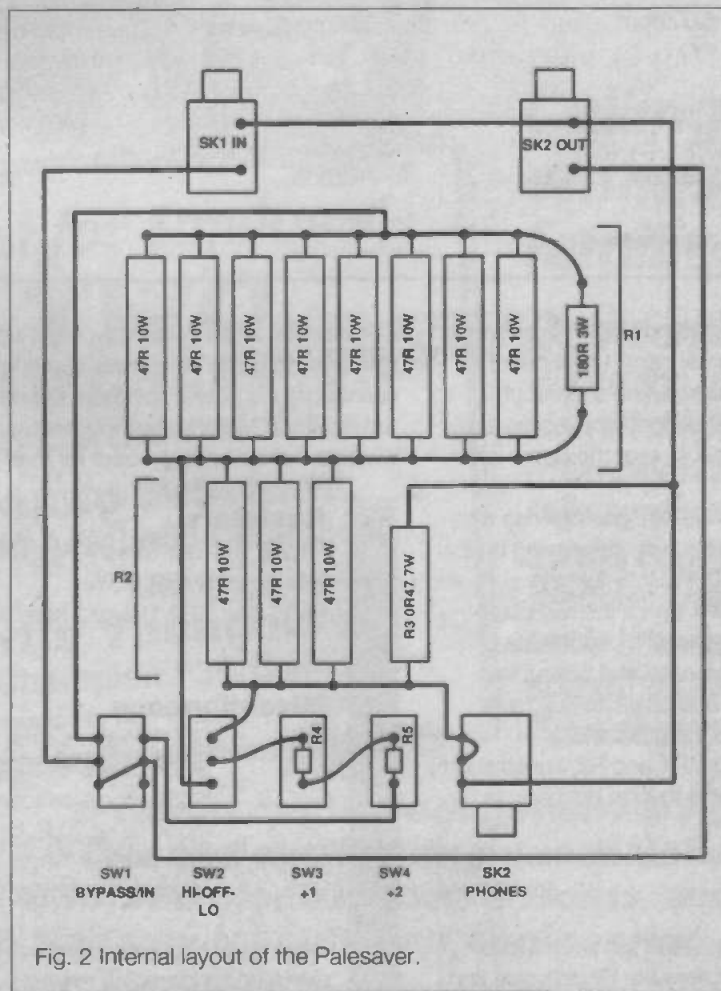 SK1 IN
SK2 OUT
47R 10W
47R 10W
47R 10W
47R 10W
47R 10W
47R 10W
47R 10W
47R 10W
180R 3W
R1
R2
47R 10W
47R 10W
47R 10W
R3 0R47 7W
R4
R5
SW1
BYPASS/IN
SW2
HI-OFF-
LO
SW3
+1
SW4
+2
SK2
PHONES
Fig. 2 Internal layout of the Palesaver.